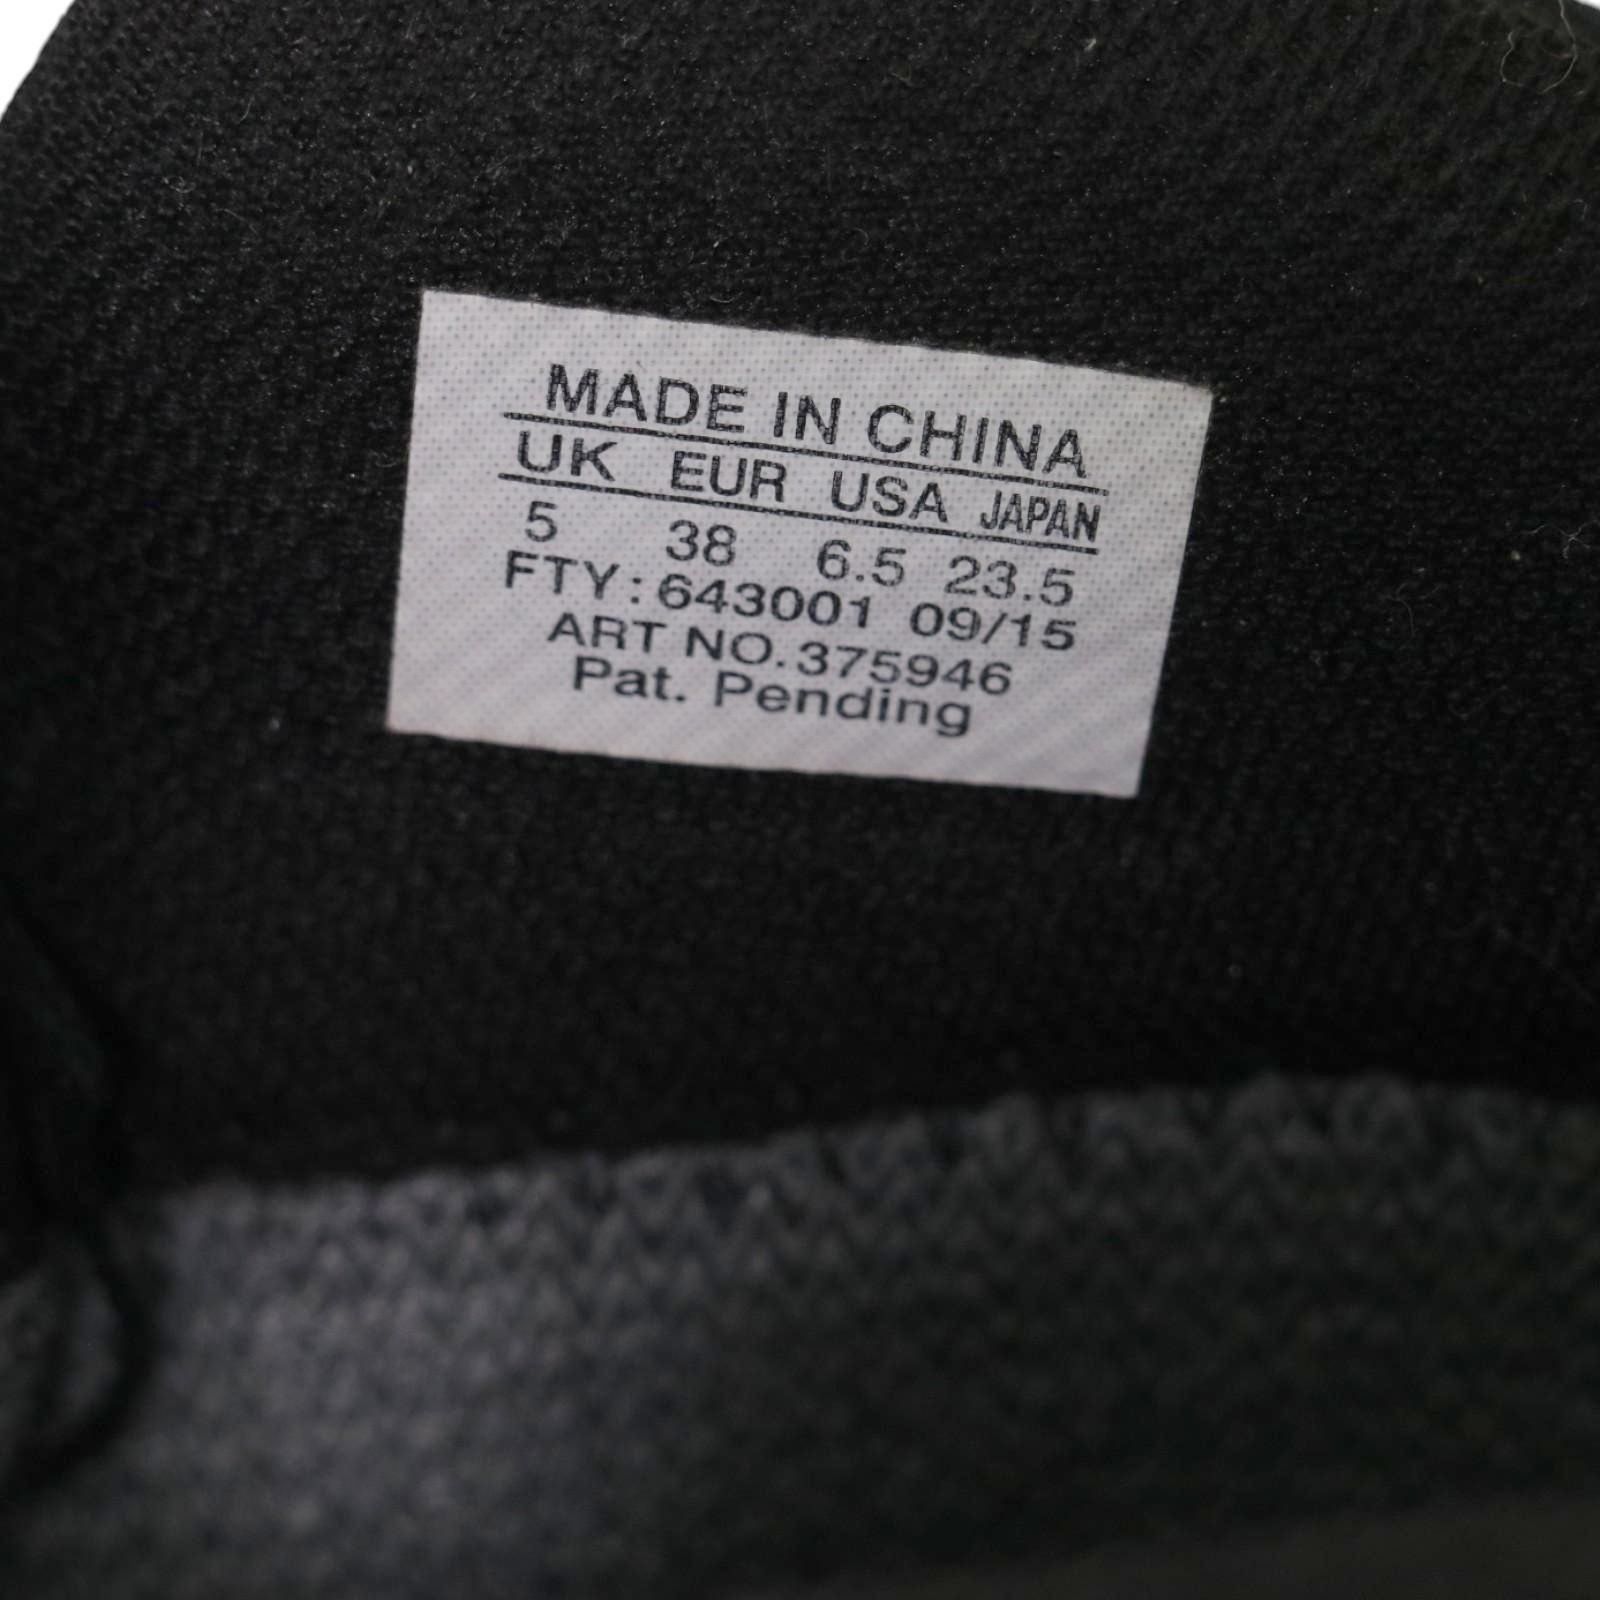 MADE IN CHINA
UK EUR USA JAPAN
5 38 6.5 23.5
FTY: 643001 09/15
ART NO. 375946
Pat. Pending